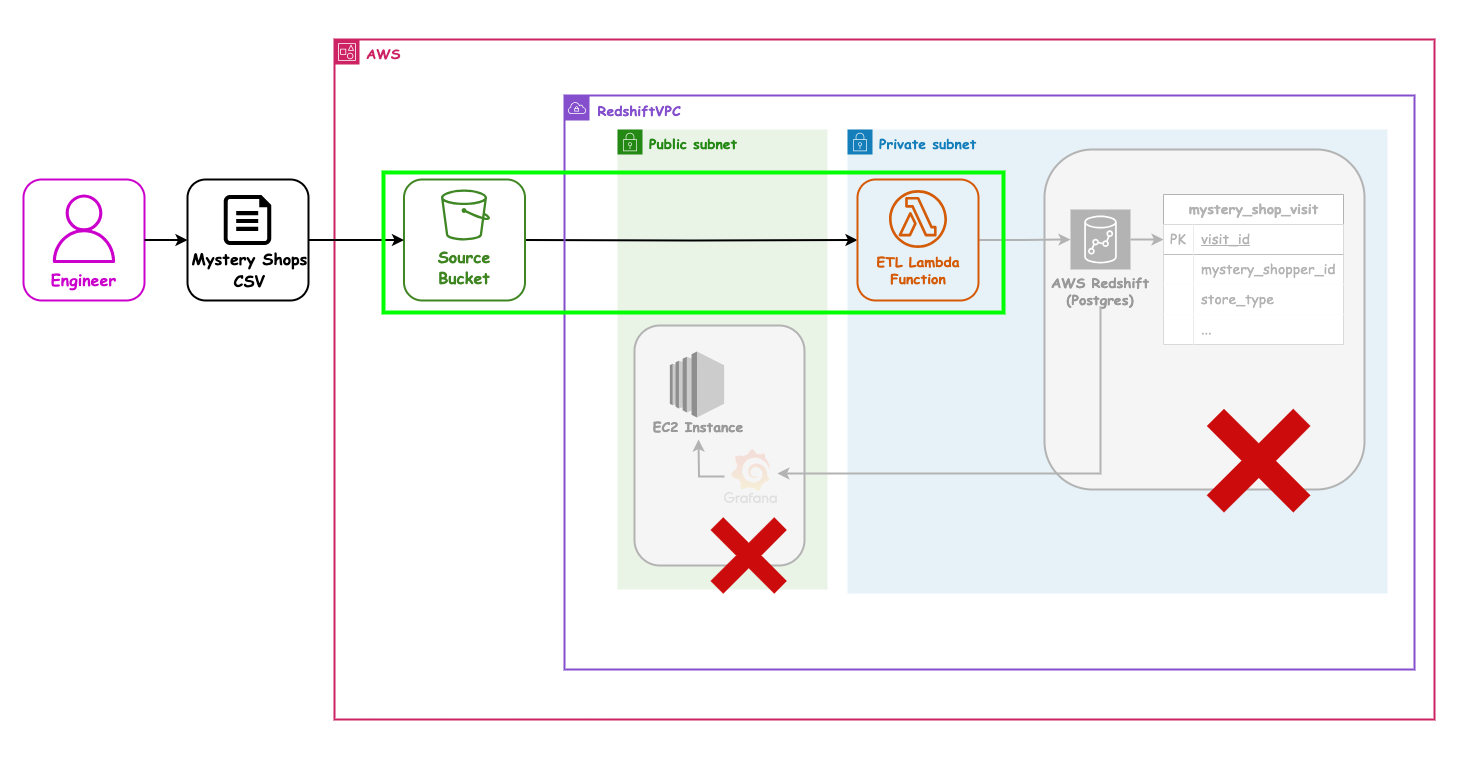 AWS
RedshiftVPC
Public subnet
Private subnet
Engineer
Mystery Shops
CSV
Source
Bucket
ETL Lambda
Function
AWS Redshift
(Postgres)
mystery_shop_visit
PK visit_id
mystery_shopper_id
store_type
...
EC2 Instance
Grafana